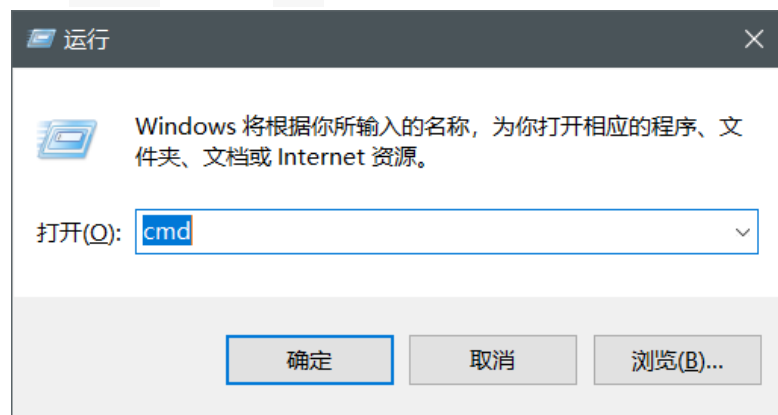 运行
Windows 将根据你所输入的名称，为你打开相应的程序、文
件夹、文档或 Internet 资源。
打开(O): cmd
确定 取消 浏览(B)...